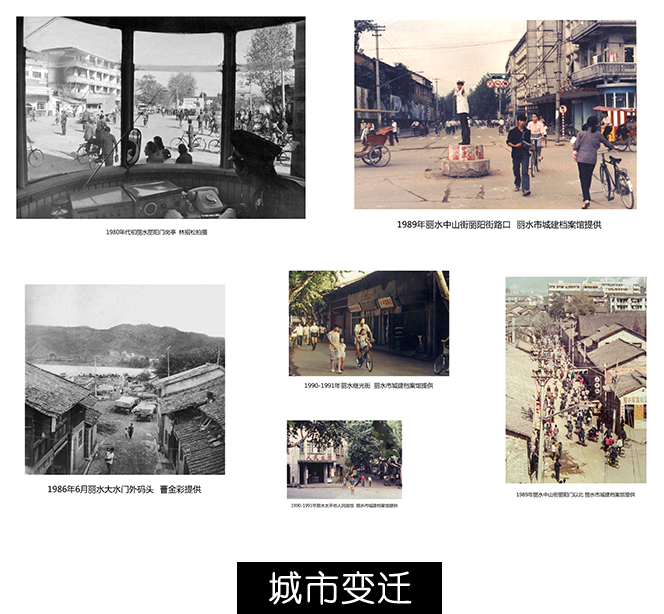 1980年代初丽水丽阳门岗亭 林招松拍摄
1989年丽水中山街丽阳街路口 丽水市城建档案馆提供
1986年6月丽水大水门外码头 曹金彩提供
1990-1991年丽水继光街 丽水市城建档案馆提供
1990-1991年丽水太平坊人民旅馆 丽水市城建档案馆提供
1989年丽水中山街丽阳门以北 丽水市城建档案馆提供
城市变迁